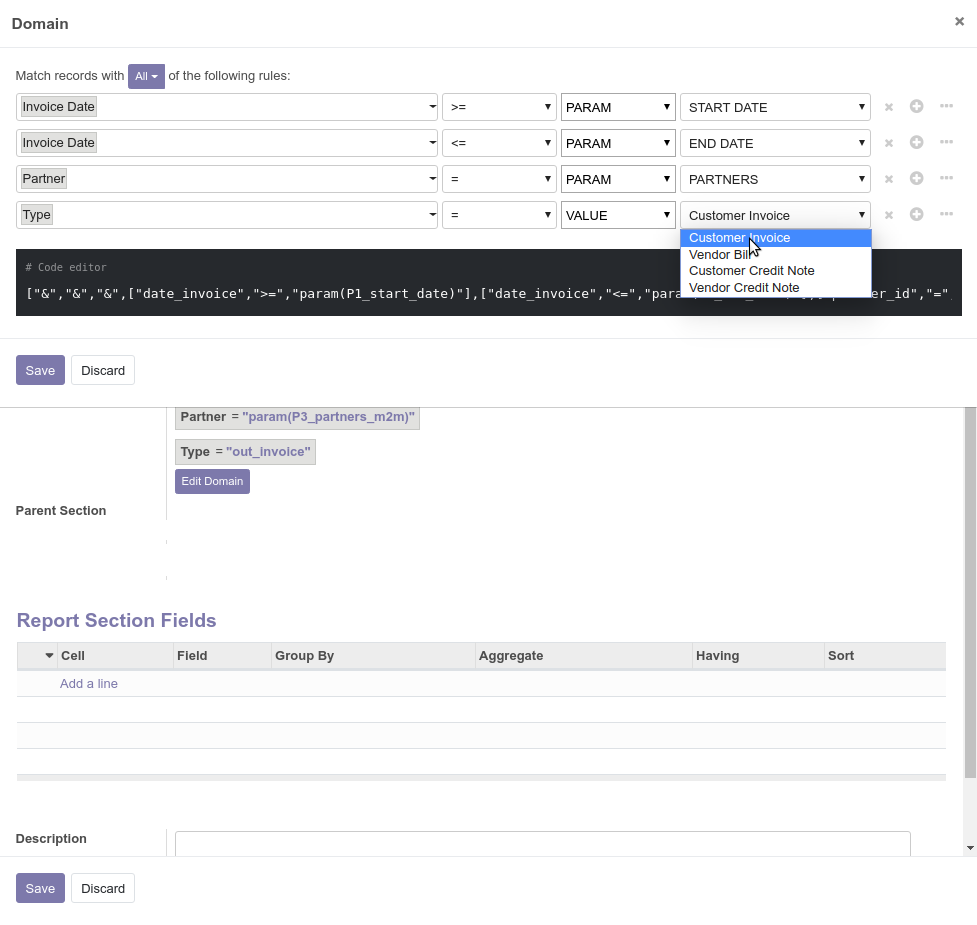 Domain
Match records with All of the following rules:
Invoice Date >= PARAM START DATE
Invoice Date <= PARAM END DATE
Partner = PARAM PARTNERS
Type = VALUE Customer Invoice
Customer Invoice
Vendor Bill
Customer Credit Note
Vendor Credit Note
# Code editor
["&","&","&",["date_invoice",">=","param(P1_start_date)"],["date_invoice","<=","para er_id","=",
Save Discard
Partner = "param(P3_partners_m2m)"
Type = "out_invoice"
Edit Domain
Parent Section
Report Section Fields
Cell Field Group By Aggregate Having Sort
Add a line
Description
Save Discard